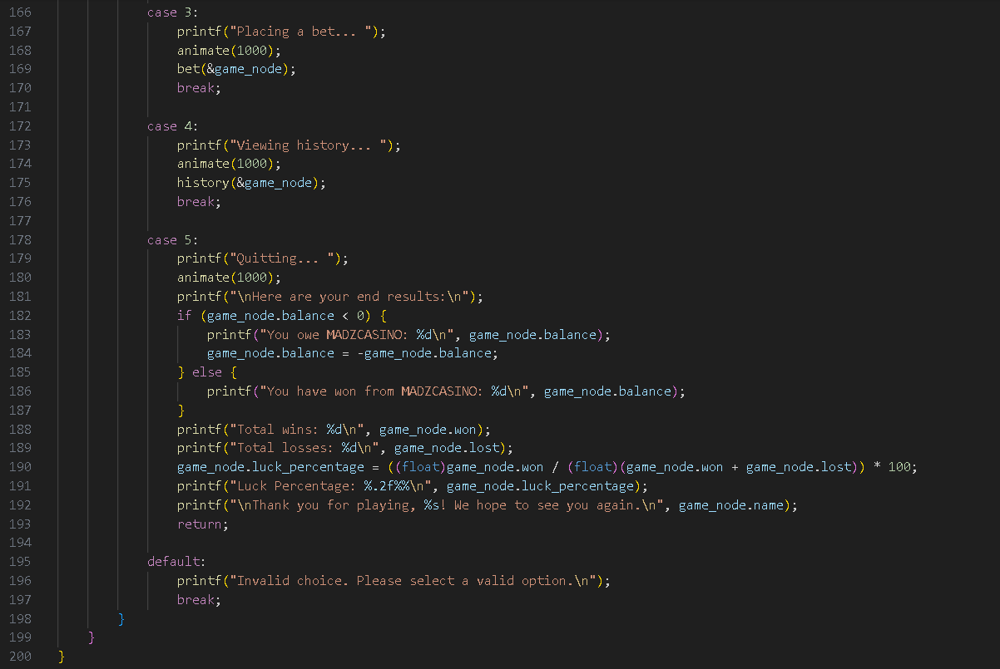 166 case 3:
167 printf("Placing a bet... ");
168 animate(1000);
169 bet(&game_node);
170 break;
171
172 case 4:
173 printf("Viewing history... ");
174 animate(1000);
175 history(&game_node);
176 break;
177
178 case 5:
179 printf("Quitting... ");
180 animate(1000);
181 printf("\nHere are your end results:\n");
182 if (game_node.balance < 0) {
183 printf("You owe MADZCASINO: %d\n", game_node.balance);
184 game_node.balance = -game_node.balance;
185 } else {
186 printf("You have won from MADZCASINO: %d\n", game_node.balance);
187 }
188 printf("Total wins: %d\n", game_node.won);
189 printf("Total losses: %d\n", game_node.lost);
190 game_node.luck_percentage = ((float)game_node.won / (float)(game_node.won + game_node.lost)) * 100;
191 printf("Luck Percentage: %.2f%%\n", game_node.luck_percentage);
192 printf("\nThank you for playing, %s! We hope to see you again.\n", game_node.name);
193 return;
194
195 default:
196 printf("Invalid choice. Please select a valid option.\n");
197 break;
198 }
199 }
200 }